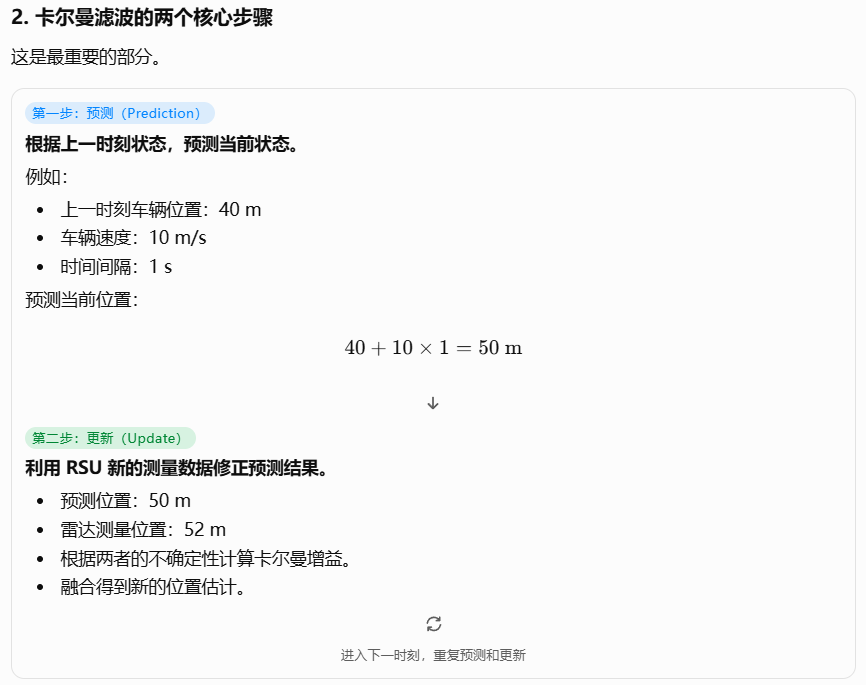 2. 卡尔曼滤波的两个核心步骤
这是最重要的部分。
第一步：预测（Prediction）
根据上一时刻状态，预测当前状态。
例如：
• 上一时刻车辆位置：40 m
• 车辆速度：10 m/s
• 时间间隔：1 s
预测当前位置：
40 + 10 × 1 = 50 m
↓
第二步：更新（Update）
利用 RSU 新的测量数据修正预测结果。
• 预测位置：50 m
• 雷达测量位置：52 m
• 根据两者的不确定性计算卡尔曼增益。
• 融合得到新的位置估计。
进入下一时刻，重复预测和更新